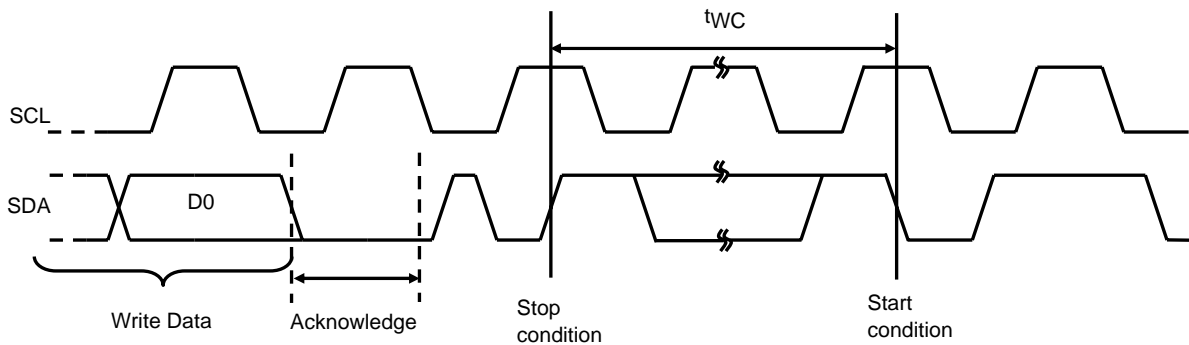 tWC
SCL
SDA
D0
Write Data
Acknowledge
Stop
condition
Start
condition